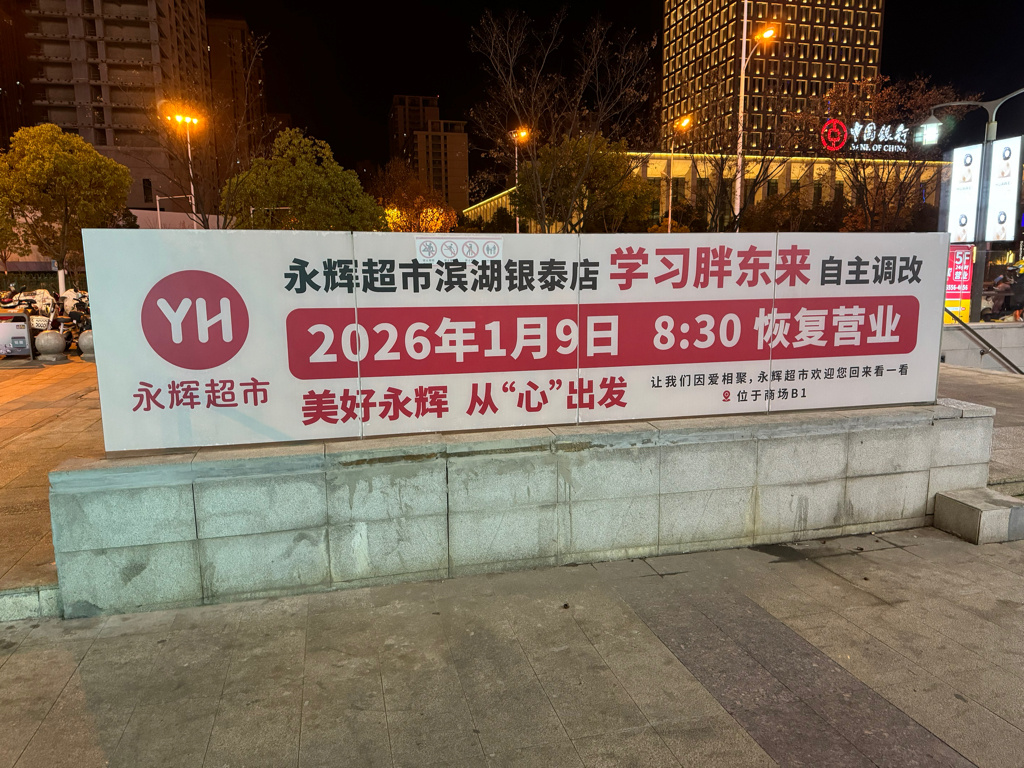 中国银行
BANK OF CHINA
永辉超市滨湖银泰店 学习胖东来 自主调改
YH
永辉超市
2026年1月9日 8:30 恢复营业
美好永辉 从“心”出发
让我们因爱相聚，永辉超市欢迎您回来看一看
位于商场B1
5F